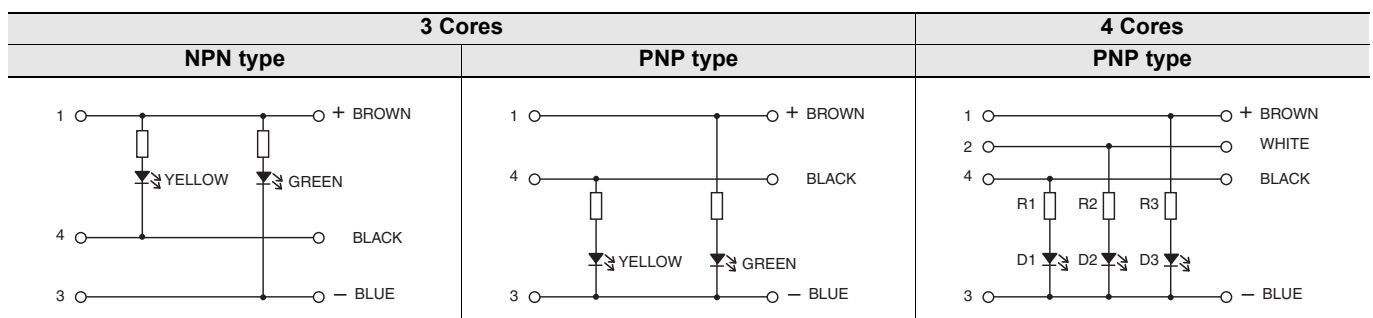 3 Cores
4 Cores
NPN type
PNP type
PNP type
1 + BROWN
YELLOW
GREEN
4 BLACK
3 − BLUE
1 + BROWN
4 BLACK
YELLOW
GREEN
3 − BLUE
1 + BROWN
2 WHITE
4 BLACK
R1 R2 R3
D1 D2 D3
3 − BLUE